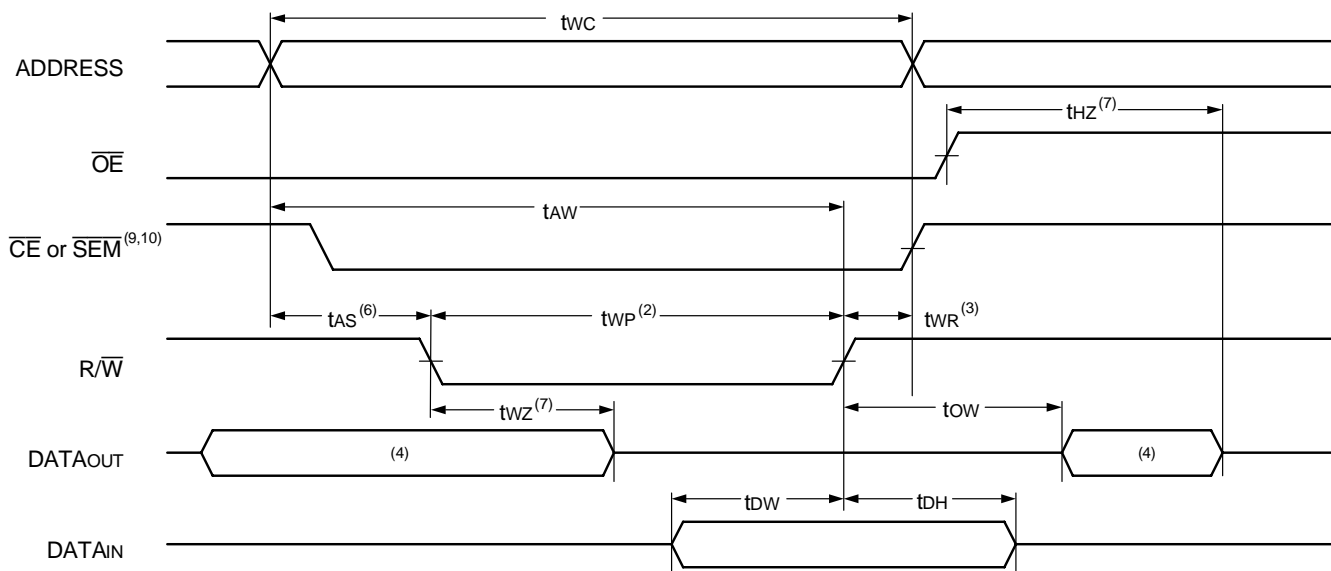 tWC
ADDRESS
tHZ(7)
OE
tAW
CE or SEM(9,10)
tAS(6) tWP(2) tWR(3)
R/W
tWZ(7) tOW
DATAOUT (4) (4)
tDW tDH
DATAIN